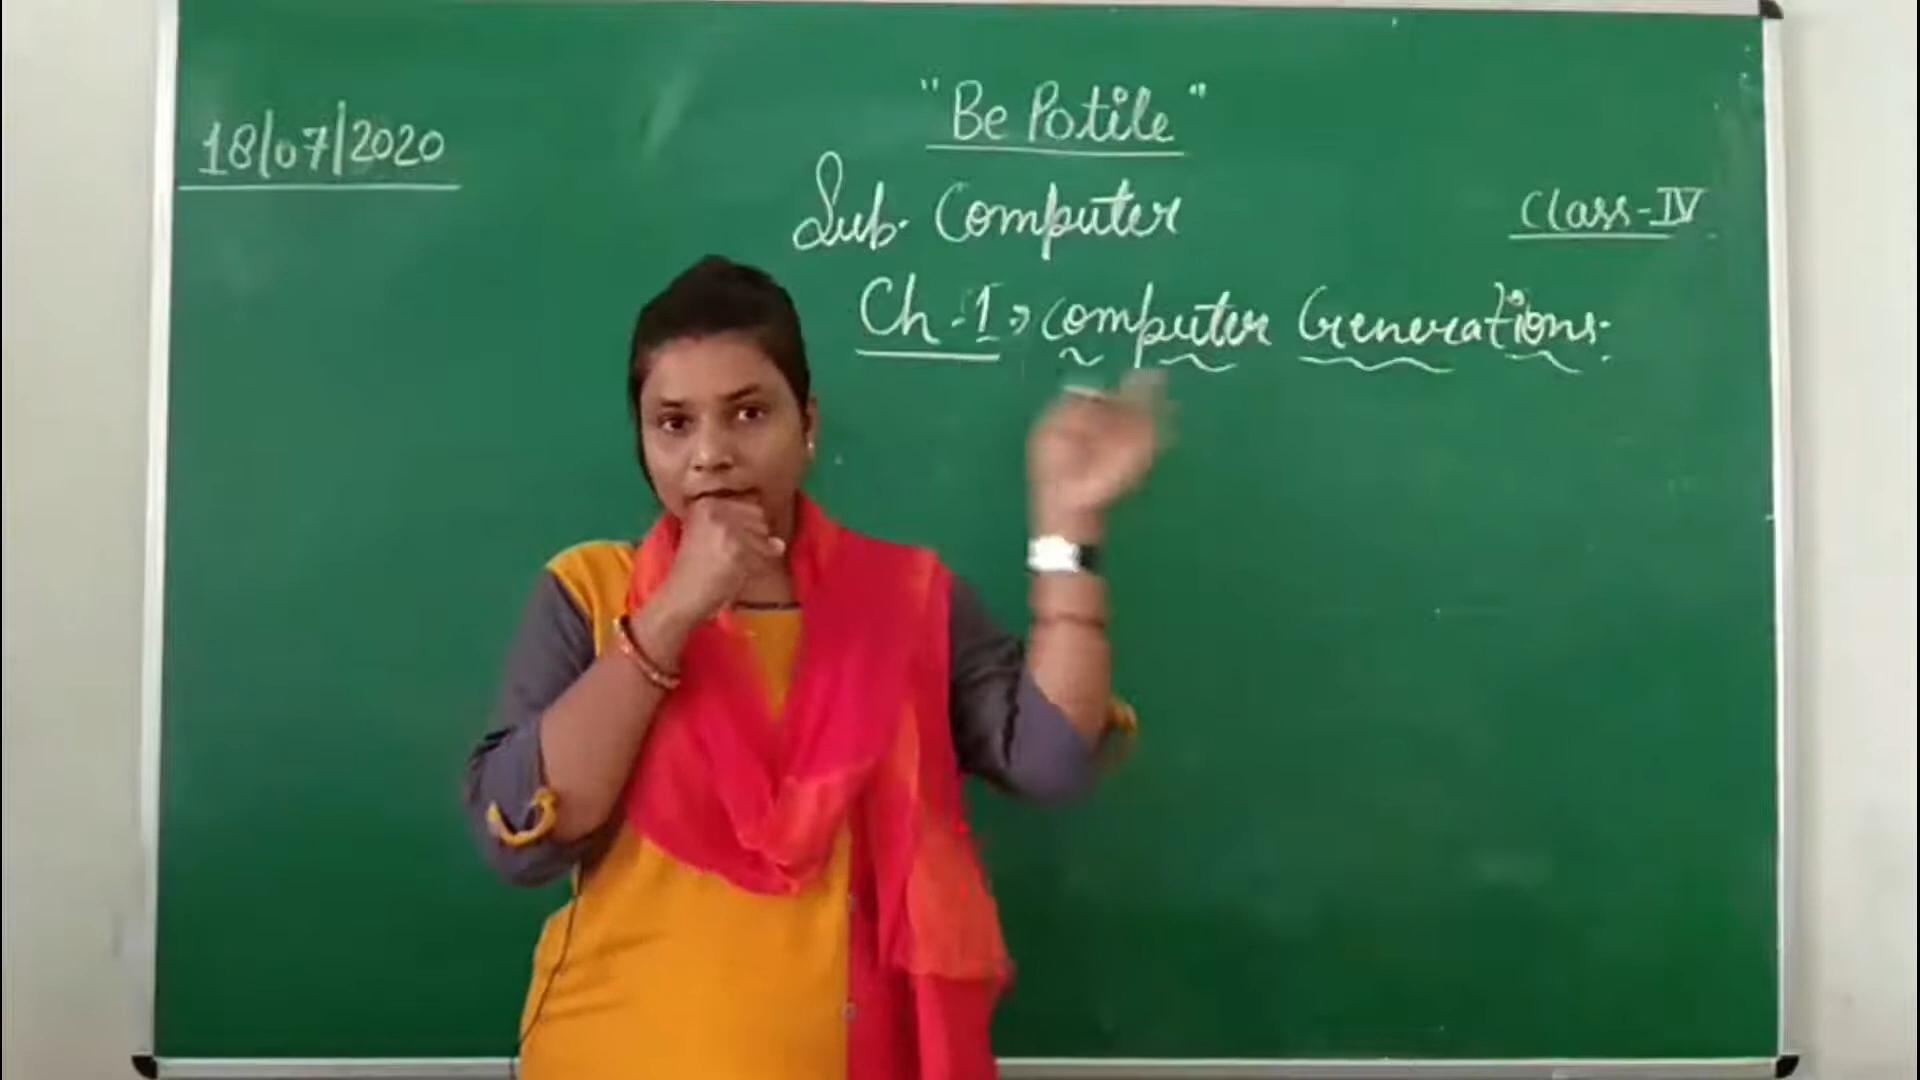 "Be Potile"
18/07/2020
Sub. Computer
Class-IV
Ch-1 → Computer Generations.